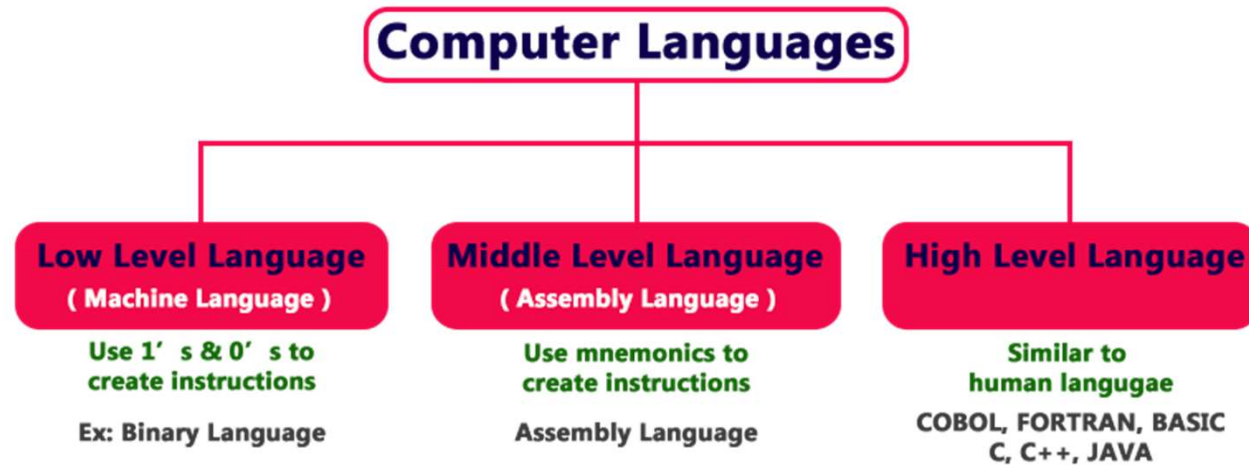 Computer Languages
Low Level Language
( Machine Language )
Use 1’ s & 0’ s to
create instructions
Ex: Binary Language
Middle Level Language
( Assembly Language )
Use mnemonics to
create instructions
Assembly Language
High Level Language
Similar to
human langugae
COBOL, FORTRAN, BASIC
C, C++, JAVA